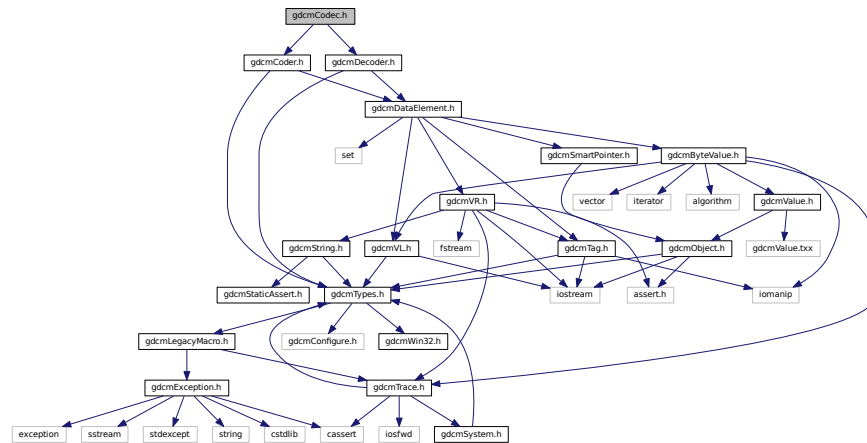 gdcmCodec.h
gdcmCoder.h
gdcmDecoder.h
gdcmDataElement.h
set
gdcmSmartPointer.h
gdcmByteValue.h
gdcmVR.h
vector
iterator
algorithm
gdcmValue.h
gdcmString.h
gdcmVL.h
fstream
gdcmTag.h
gdcmObject.h
gdcmValue.txx
gdcmStaticAssert.h
gdcmTypes.h
iostream
assert.h
iomanip
gdcmLegacyMacro.h
gdcmConfigure.h
gdcmWin32.h
gdcmException.h
gdcmTrace.h
exception
sstream
stdexcept
string
cstdlib
cassert
iosfwd
gdcmSystem.h